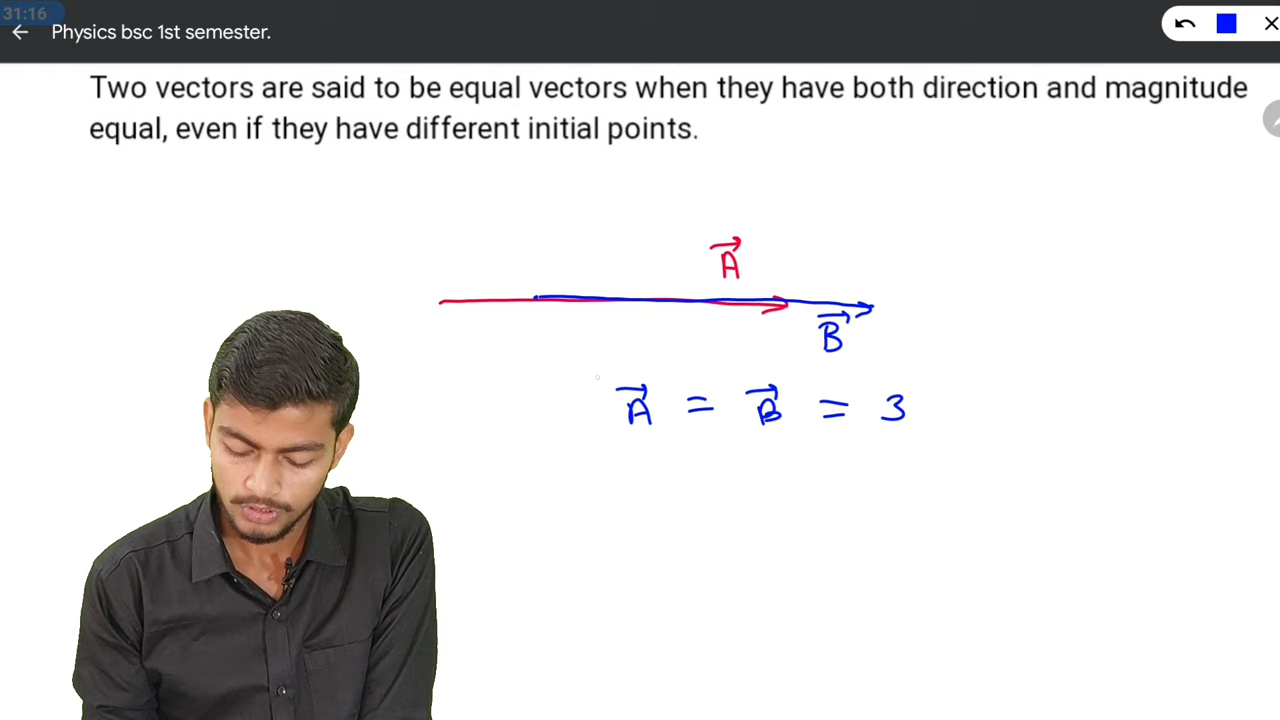 31:16
Physics bsc 1st semester.
Two vectors are said to be equal vectors when they have both direction and magnitude
equal, even if they have different initial points.
A⃗
B⃗
A⃗ = B⃗ = 3